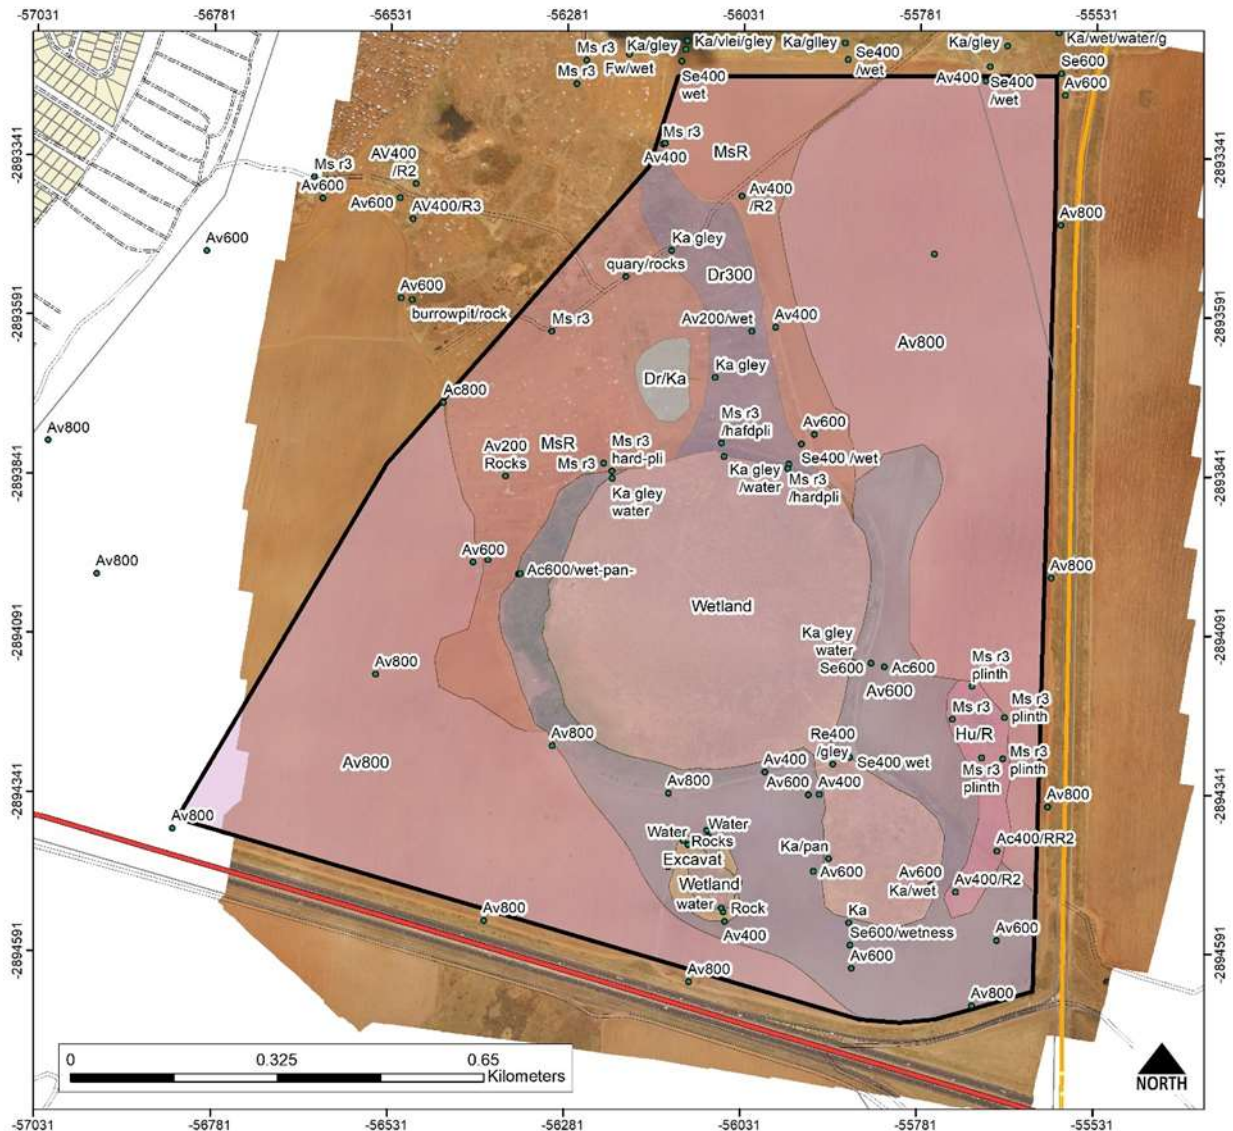 -57031 -56781 -56531 -56281 -56031 -55781 -55531
Ms r3 Ka/gley Ka/vlei/gley Ka/glley Ka/gley Ka/wet/water/g
Fw/wet Se400
/wet
Se600
Ms r3 Se400
wet
Av400 Se400
/wet
Av600
-2893341 -2893341
Ms r3
Av400
MsR
Ms r3
Av600
AV400
/R2
Av600 AV400/R3
Av400
/R2
Av800
Av600
Ka gley
quary/rocks
Dr300
Av600
burrowpit/rock
-2893591 -2893591
Ms r3 Av200/wet Av400
Av800
Dr/Ka Ka gley
Ac800
Av800
Av200
Rocks
MsR
Ms r3
Ms r3
hard-pli
Ms r3
/hafdpli
Av600
Se400 /wet
-2893841 -2893841
Ka gley
water
Ka gley
/water
Ms r3
/hardpli
Av600
Av800
Ac600/wet-pan-
Av800
Wetland
-2894091 -2894091
Ka gley
water
Se600 Ac600
Av600
Av800
Ms r3
plinth
Ms r3
Ms r3
plinth
Hu/R
Av800
Re400
/gley
Se400 wet
Ms r3
plinth
Ms r3
plinth
Av800
Av800
Av400
Av600 Av400
-2894341 -2894341
Av800
Av800
Water Water
Rocks
Excavat
Ka/pan
Ac400/RR2
Wetland
water
Av600
Av600
Ka/wet
Av400/R2
Rock
Av400
Ka
Se600/wetness
Av800
Av600
Av600
-2894591 -2894591
Av800
Av800
0 0.325 0.65
Kilometers
NORTH
-57031 -56781 -56531 -56281 -56031 -55781 -55531